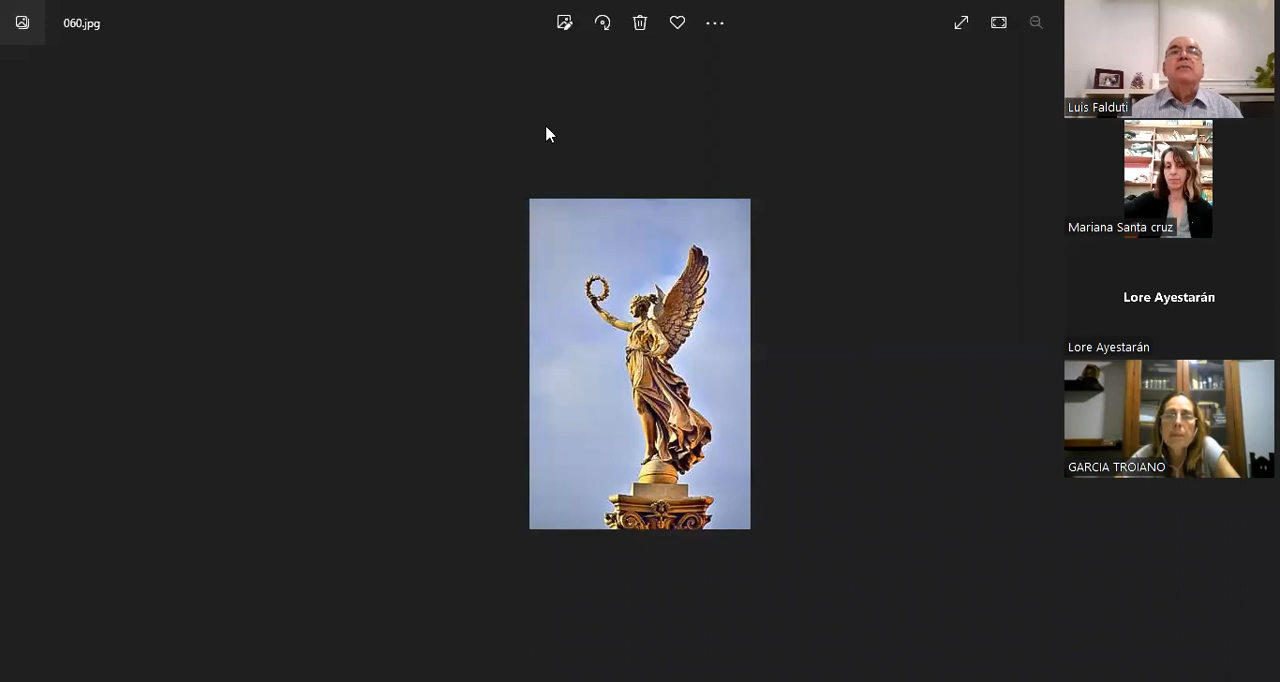 060.jpg
Luis Falduti
Mariana Santa cruz
Lore Ayestarán
Lore Ayestarán
GARCIA TROIANO